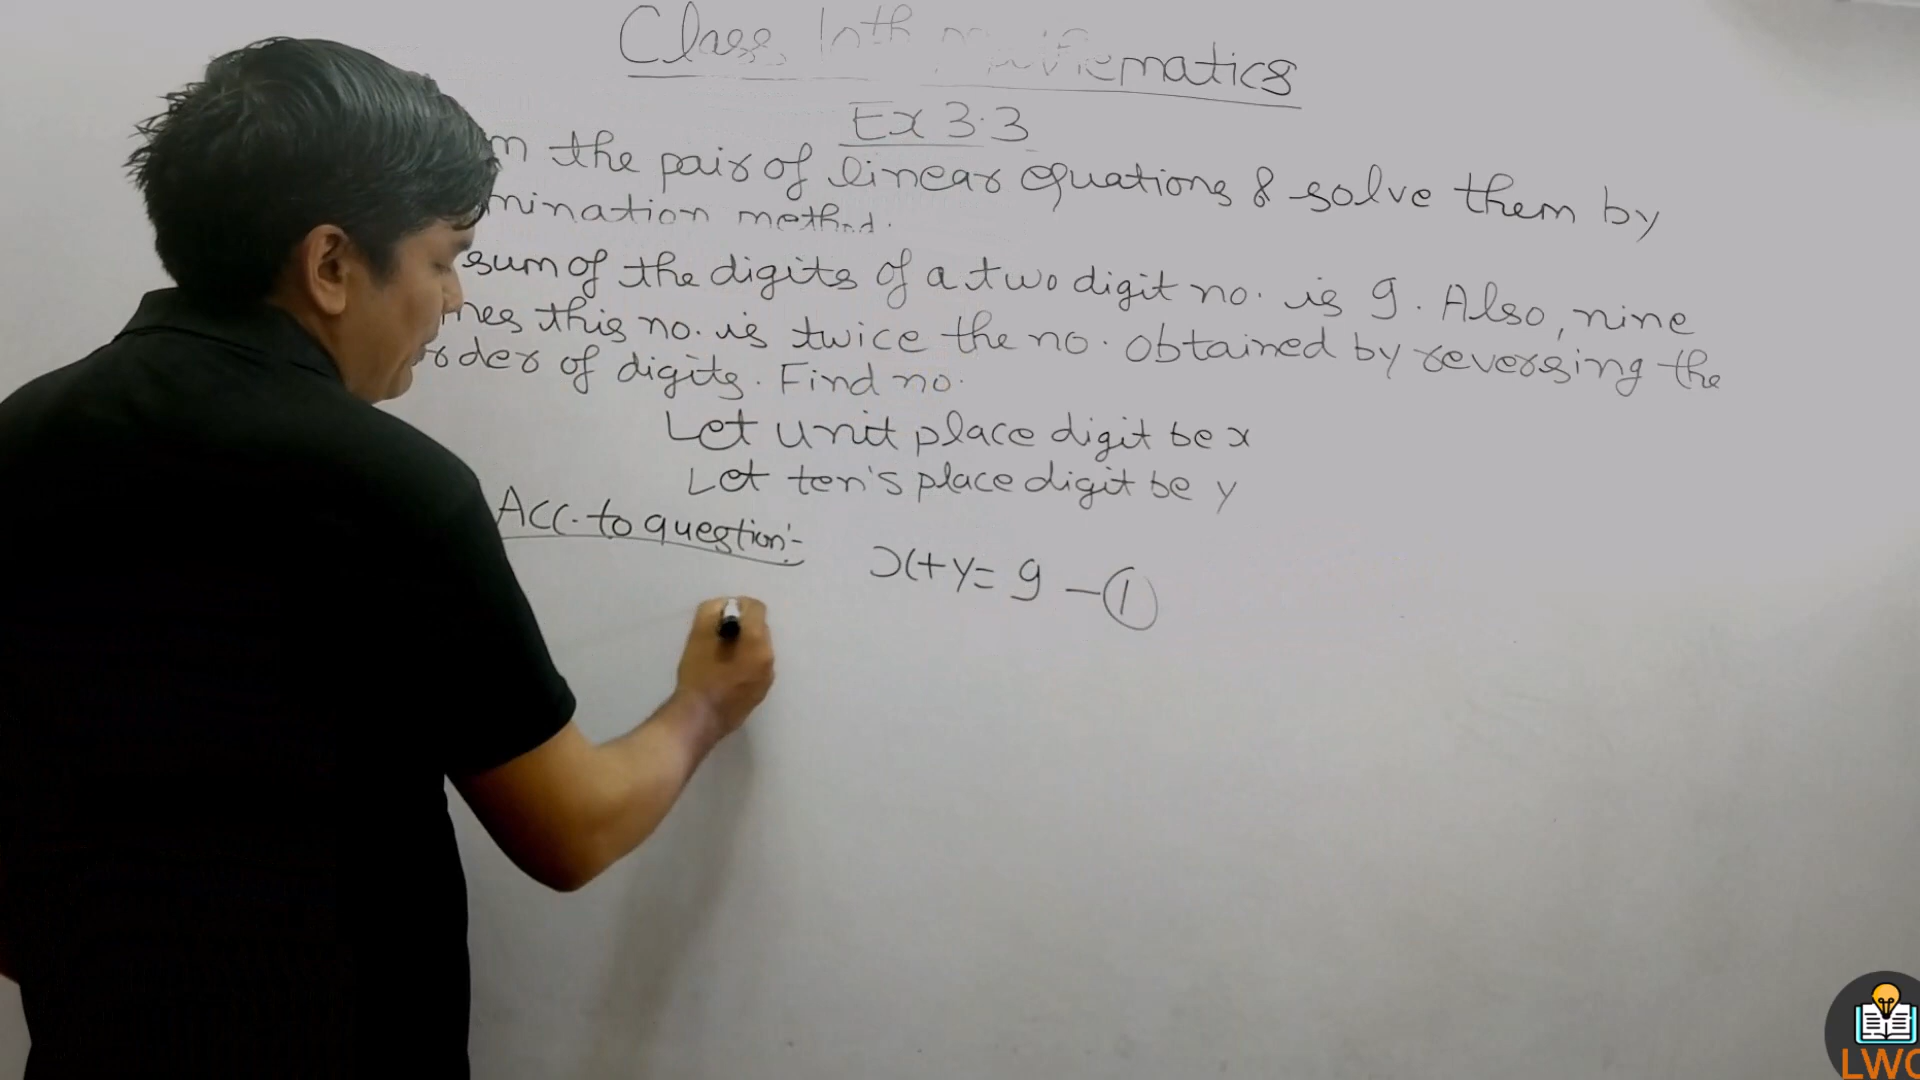 Class 10th mathematics
Ex 3.3
the pair of linear equations & solve them by
mination method.
sum of the digits of a two digit no. is 9. Also, nine
mes this no. is twice the no. obtained by reversing the
rder of digits. Find no.
Let unit place digit be x
Let ten's place digit be y
Acc. to question:-
x+y= 9 -①
LWC